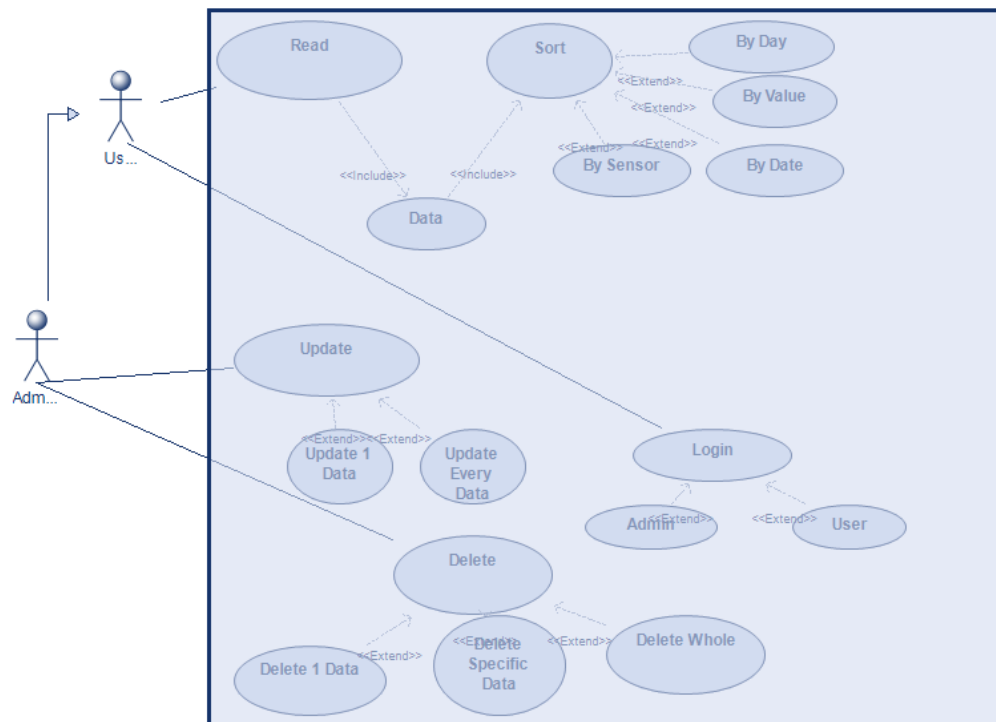 Read
Sort
By Day
<<Extend>>
By Value
<<Extend>>
Us...
<<Extend>>
<<Extend>>
By Sensor
By Date
<<Include>>
<<Include>>
Data
Update
Adm...
<<Extend>>
<<Extend>>
Update 1
Data
Update
Every
Data
Login
Admin
<<Extend>>
<<Extend>>
User
Delete
<<Extend>>
<<Extend>>
Delete
Specific
Data
Delete Whole
<<Extend>>
Delete 1 Data